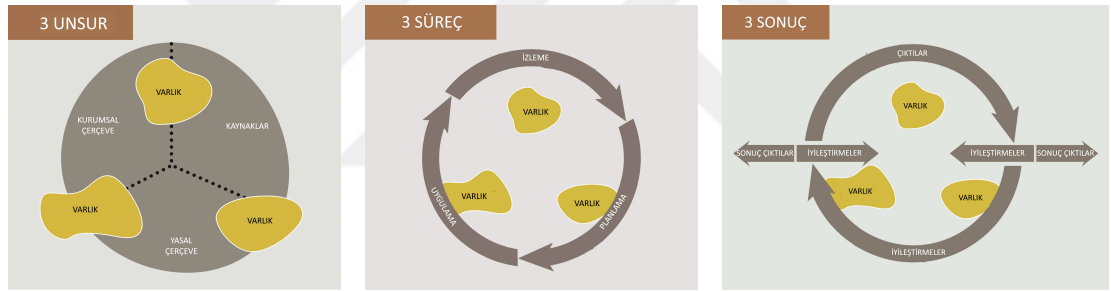 3 UNSUR
VARLIK
KURUMSAL
ÇERÇEVE
KAYNAKLAR
VARLIK
VARLIK
YASAL
ÇERÇEVE
3 SÜREÇ
İZLEME
VARLIK
VARLIK
VARLIK
UYGULAMA
PLANLAMA
3 SONUÇ
ÇIKTILAR
VARLIK
SONUÇ ÇIKTILAR
İYİLEŞTİRMELER
İYİLEŞTİRMELER
SONUÇ ÇIKTILAR
VARLIK
VARLIK
İYİLEŞTİRMELER